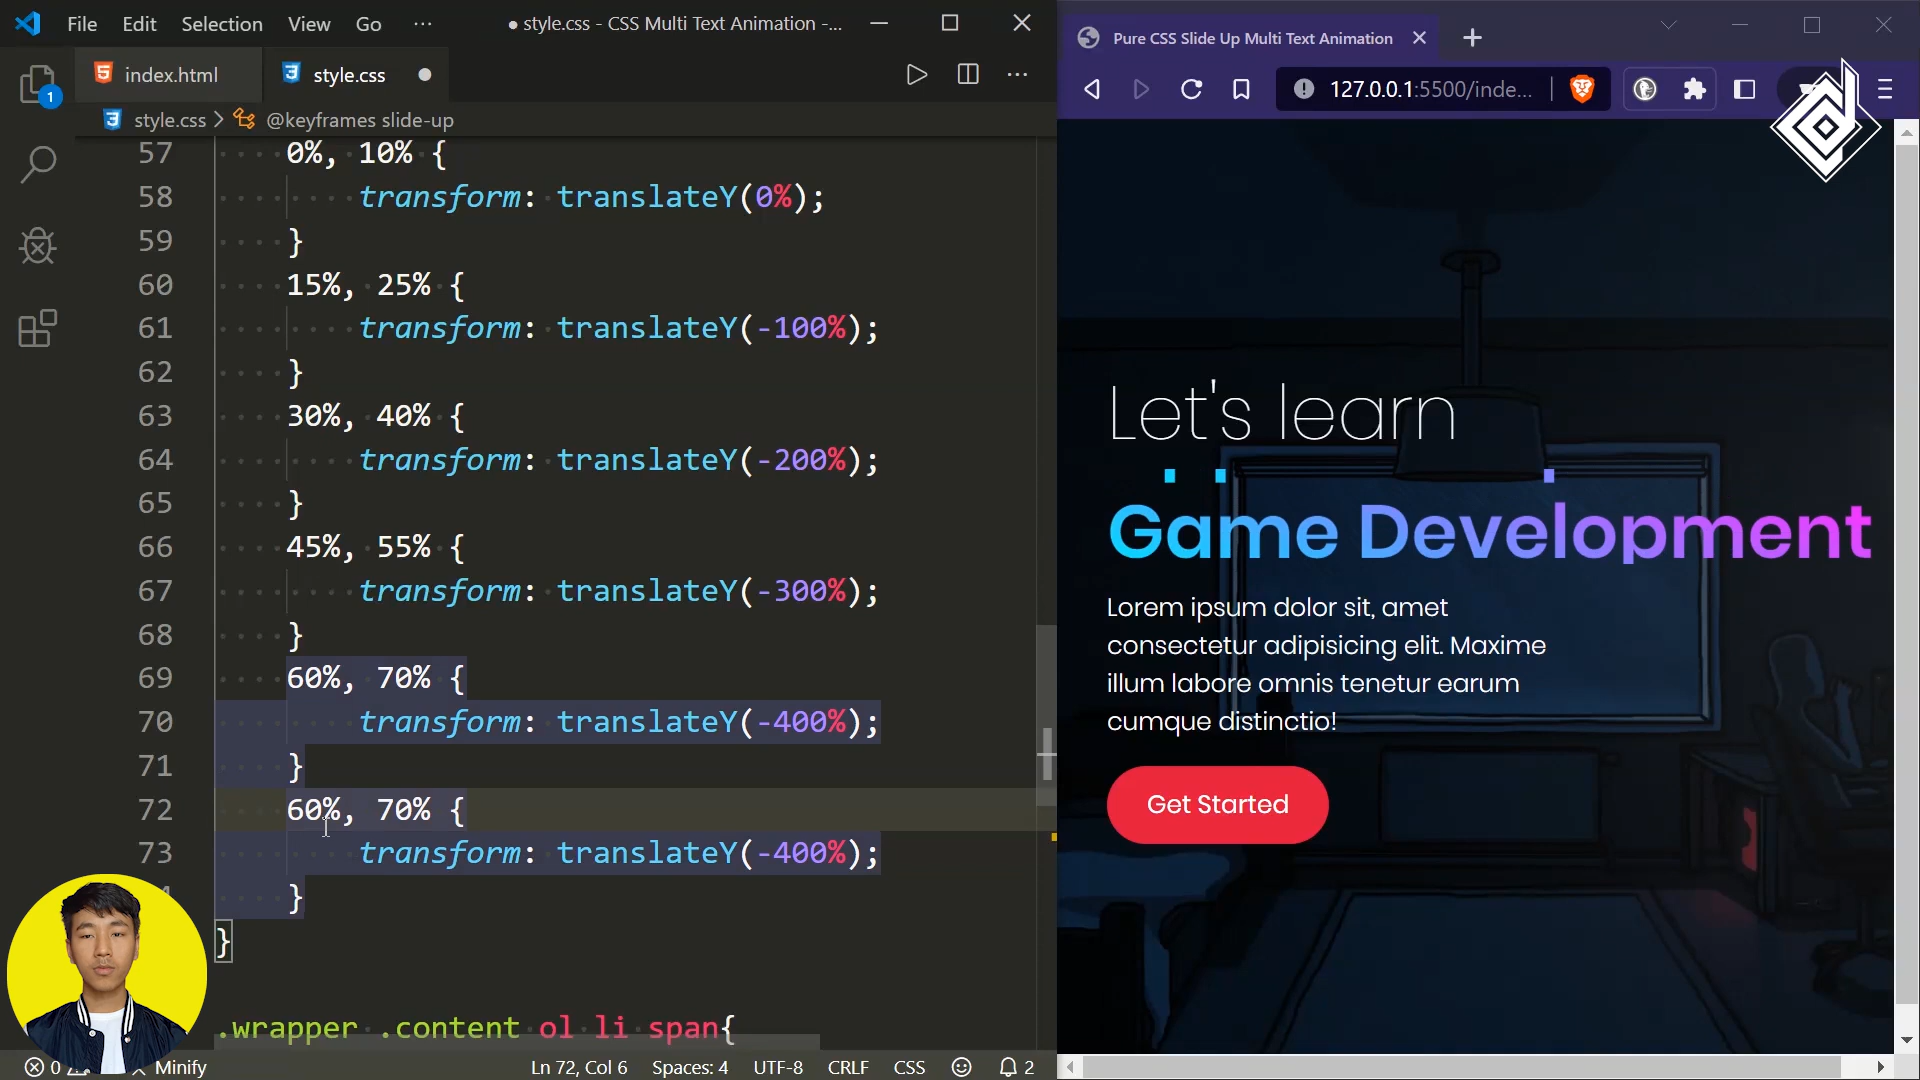 File Edit Selection View Go ··· ● style.css - CSS Multi Text Animation -...
index.html style.css ●
style.css > @keyframes slide-up
57 0%, 10% {
58 transform: translateY(0%);
59 }
60 15%, 25% {
61 transform: translateY(-100%);
62 }
63 30%, 40% {
64 transform: translateY(-200%);
65 }
66 45%, 55% {
67 transform: translateY(-300%);
68 }
69 60%, 70% {
70 transform: translateY(-400%);
71 }
72 60%, 70% {
73 transform: translateY(-400%);
}
}
.wrapper .content ol li span{
0 Minify Ln 72, Col 6 Spaces: 4 UTF-8 CRLF CSS 2
1
Pure CSS Slide Up Multi Text Animation
127.0.0.1:5500/inde...
Let's learn
Game Development
Lorem ipsum dolor sit, amet
consectetur adipisicing elit. Maxime
illum labore omnis tenetur earum
cumque distinctio!
Get Started